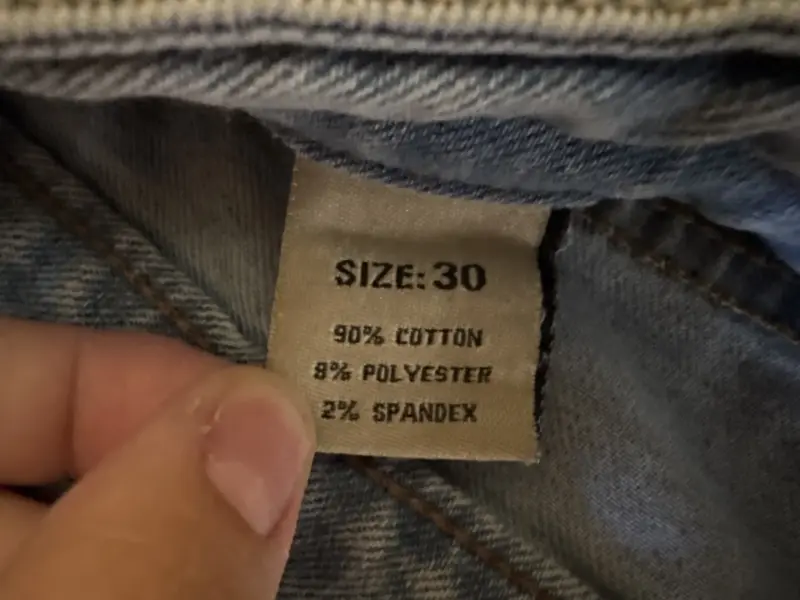 SIZE: 30
90% COTTON
8% POLYESTER
2% SPANDEX